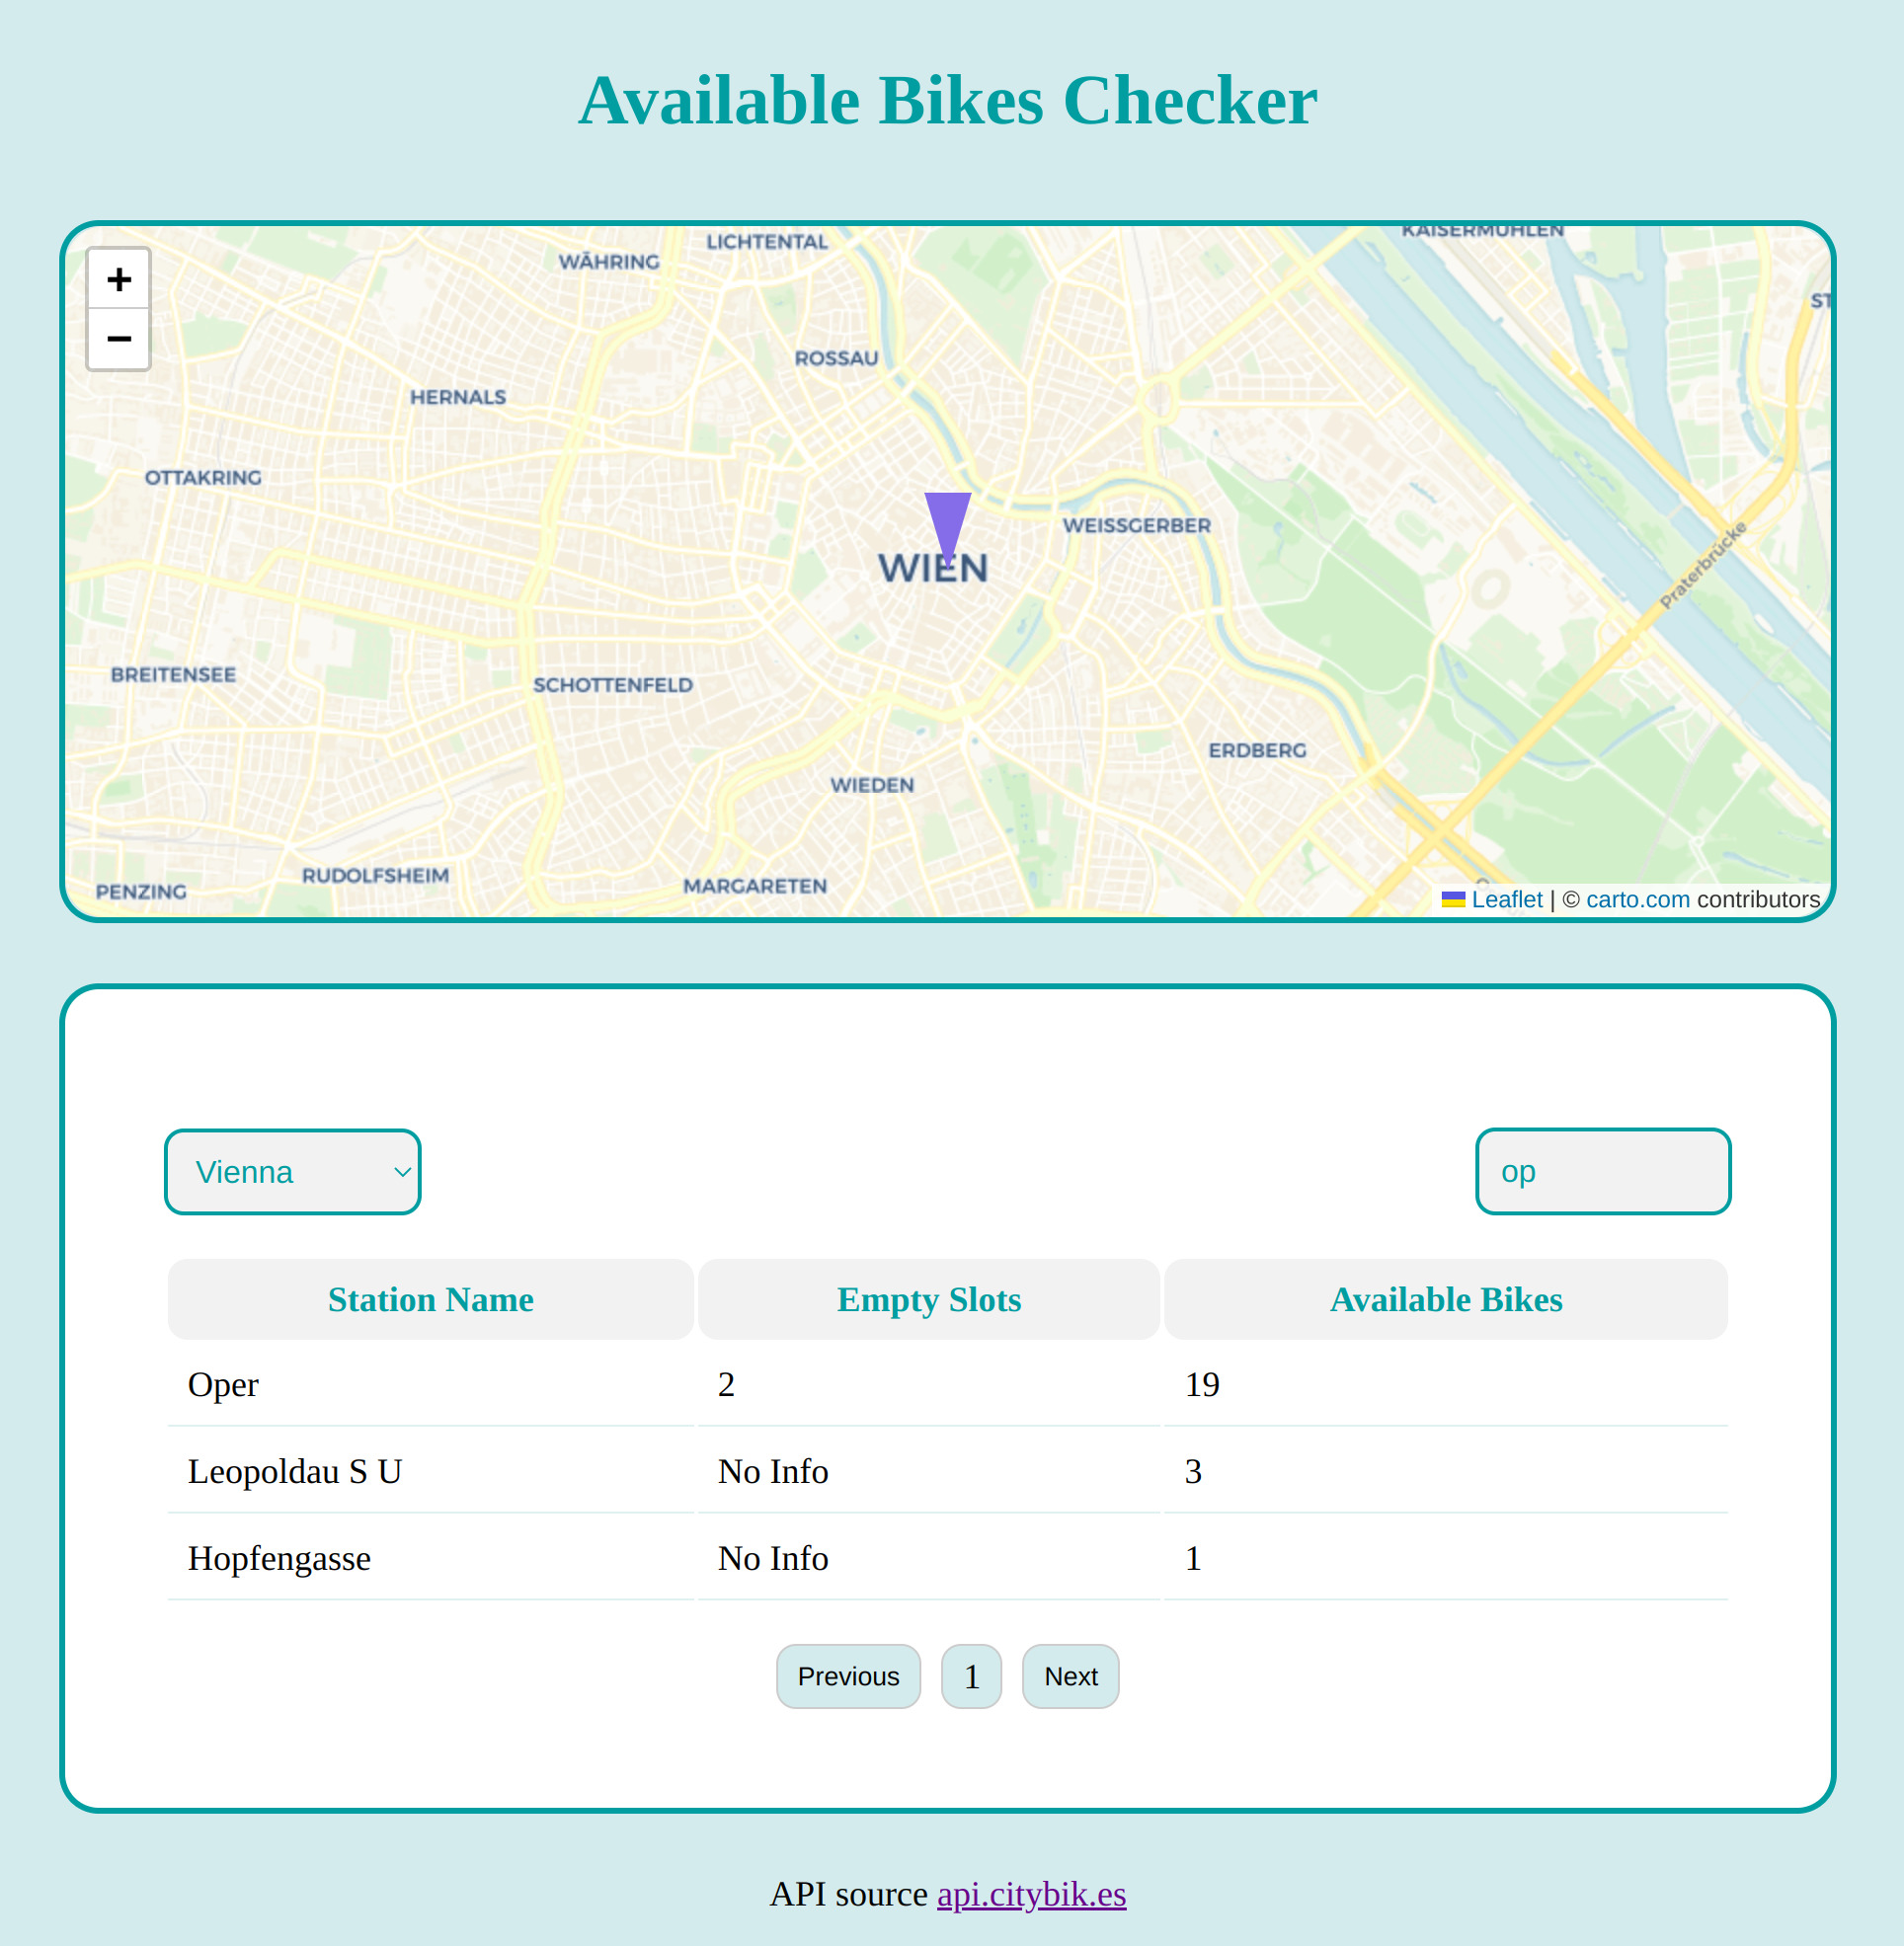 Available Bikes Checker
+
−
LICHTENTAL
KAISERMÜHLEN
WÄHRING
ST
ROSSAU
HERNALS
OTTAKRING
WEISSGERBER
WIEN
Praterbrücke
BREITENSEE
SCHOTTENFELD
ERDBERG
WIEDEN
RUDOLFSHEIM
MARGARETEN
PENZING
Leaflet | © carto.com contributors
Vienna
op
Station Name Empty Slots Available Bikes
Oper 2 19
Leopoldau S U No Info 3
Hopfengasse No Info 1
Previous 1 Next
API source api.citybik.es